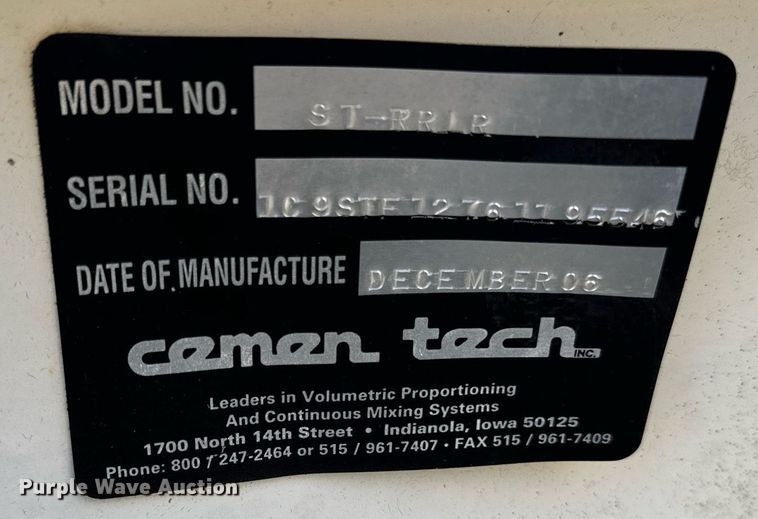 MODEL NO.
SERIAL NO. 1C9STF127611 95546
DATE OF MANUFACTURE DECEMBER 06
cemen tech INC.
Leaders in Volumetric Proportioning
And Continuous Mixing Systems
1700 North 14th Street • Indianola, Iowa 50125
Phone: 800 / 247-2464 or 515 / 961-7407 • FAX 515 / 961-7409
Purple Wave Auction